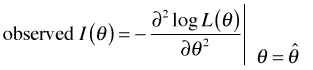 observed I(θ) = − ∂² log L(θ) / ∂θ² | θ = θ̂